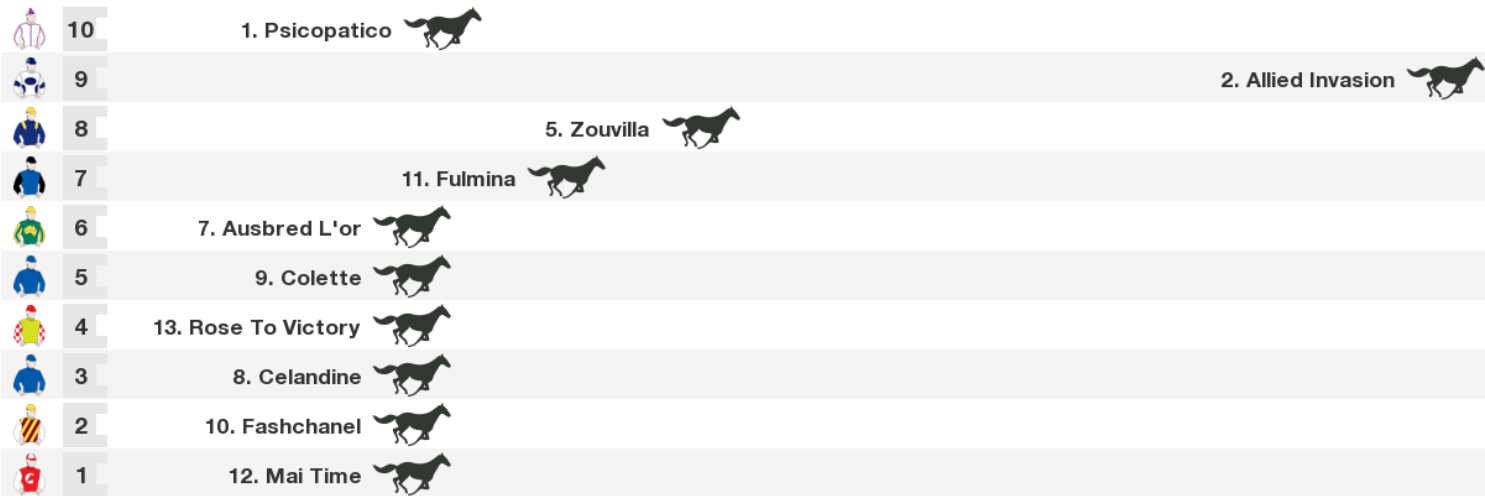 10 1. Psicopatico
9 2. Allied Invasion
8 5. Zouvilla
7 11. Fulmina
6 7. Ausbred L'or
5 9. Colette
4 13. Rose To Victory
3 8. Celandine
2 10. Fashchanel
1 12. Mai Time